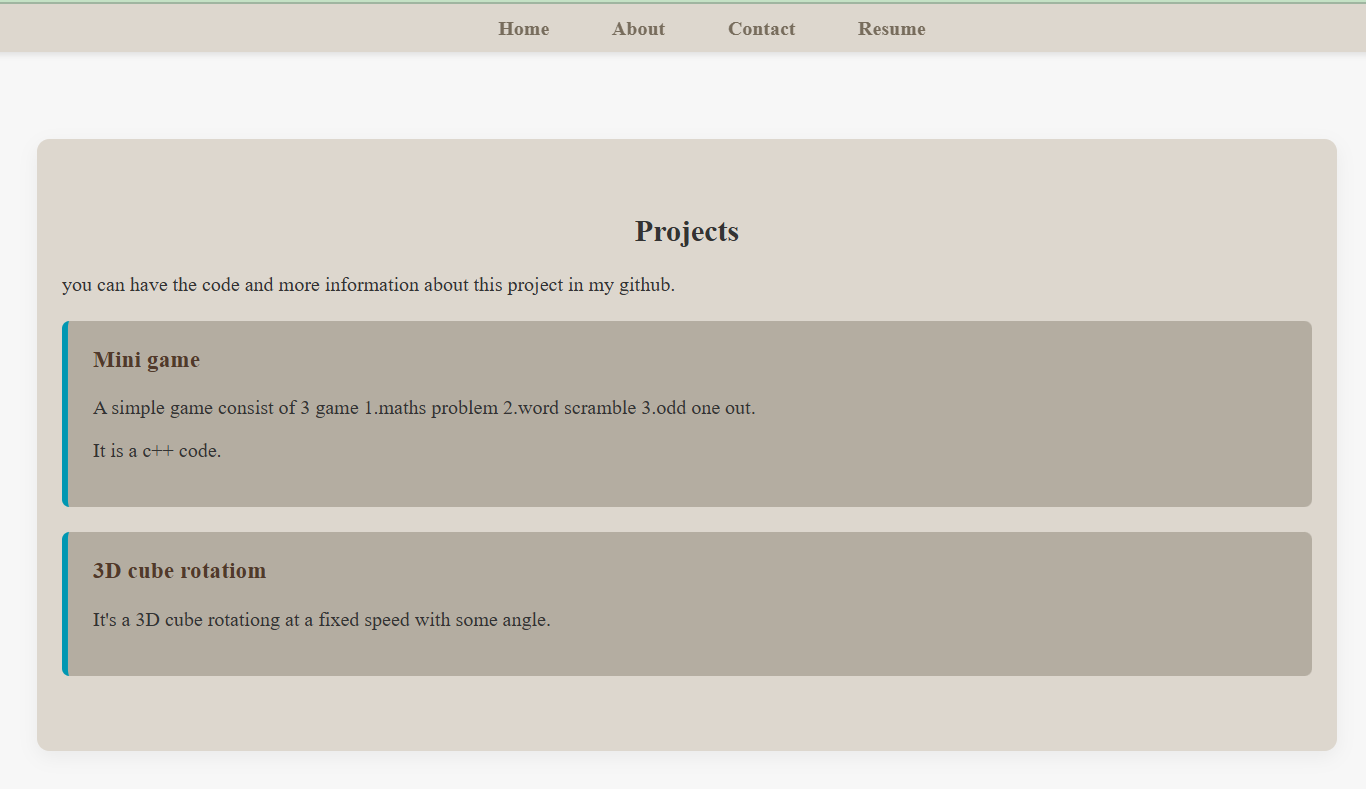 Home About Contact Resume
Projects
you can have the code and more information about this project in my github.
Mini game
A simple game consist of 3 game 1.maths problem 2.word scramble 3.odd one out.
It is a c++ code.
3D cube rotatiom
It's a 3D cube rotationg at a fixed speed with some angle.